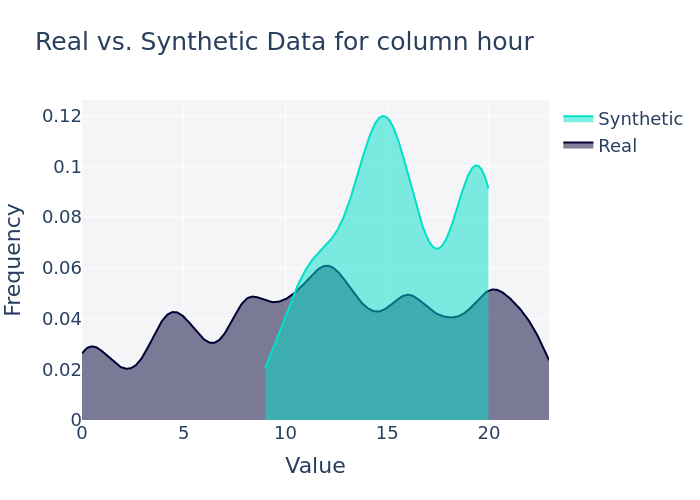 Real vs. Synthetic Data for column hour
Synthetic
Real
Frequency
0.12
0.1
0.08
0.06
0.04
0.02
0
0 5 10 15 20
Value